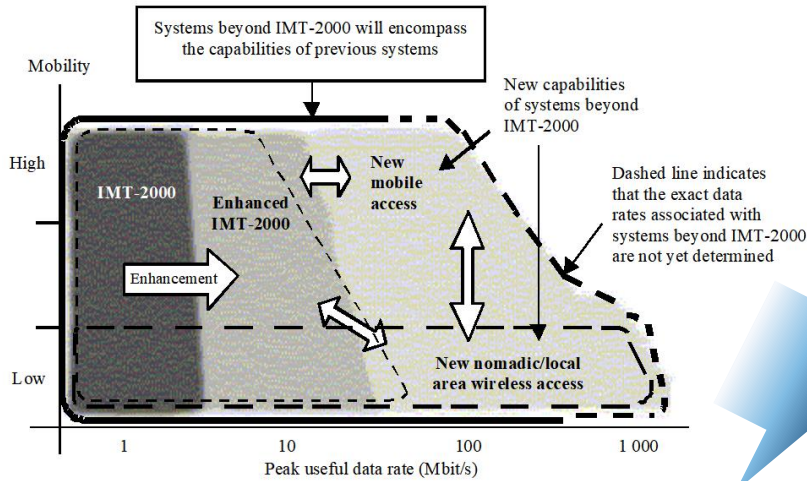 Systems beyond IMT-2000 will encompass
the capabilities of previous systems
Mobility
New capabilities
of systems beyond
IMT-2000
High
IMT-2000
New
mobile
access
Enhanced
IMT-2000
Dashed line indicates
that the exact data
rates associated with
systems beyond IMT-2000
are not yet determined
Enhancement
Low
New nomadic/local
area wireless access
1 10 100 1 000
Peak useful data rate (Mbit/s)